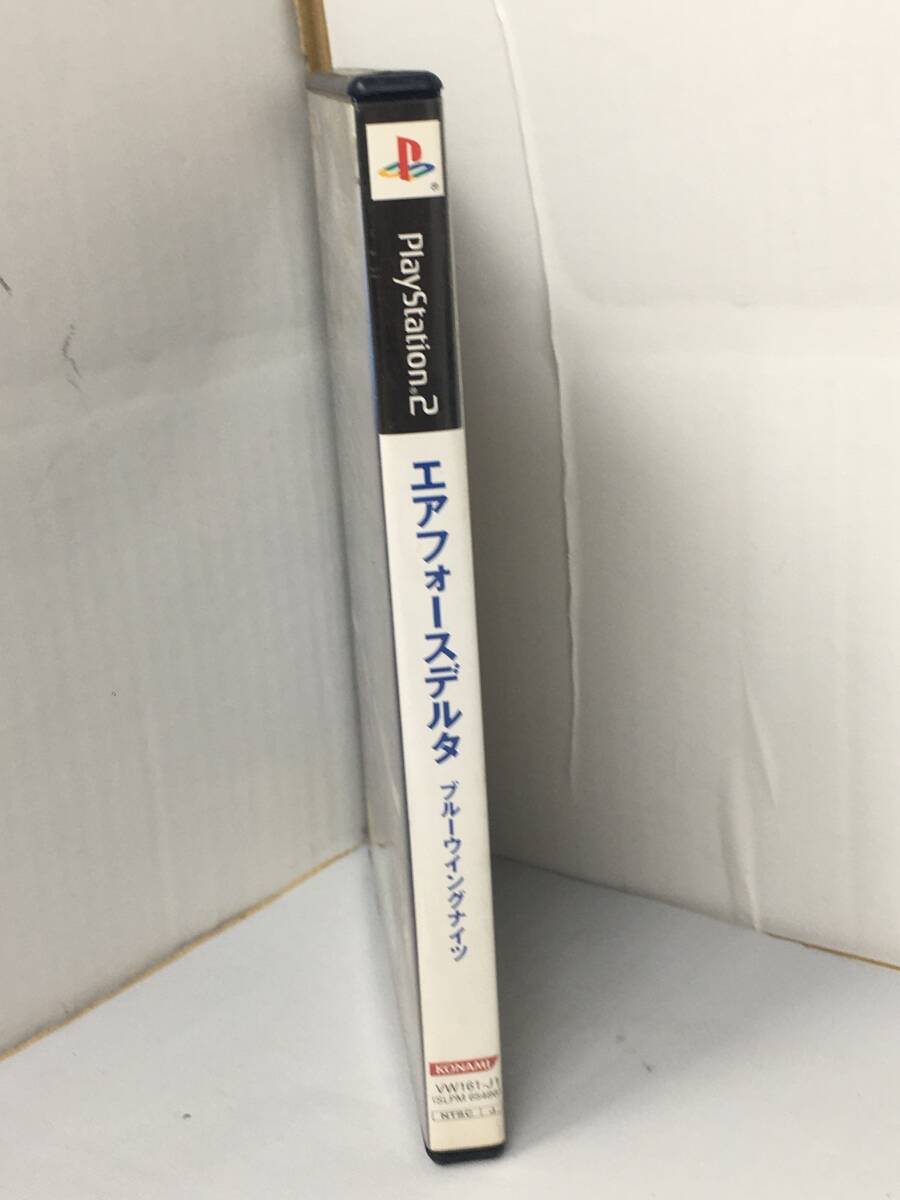 PlayStation®2
エアフォースデルタ
ブルーウイングナイツ
KONAMI
VW161-J1
NTSC J